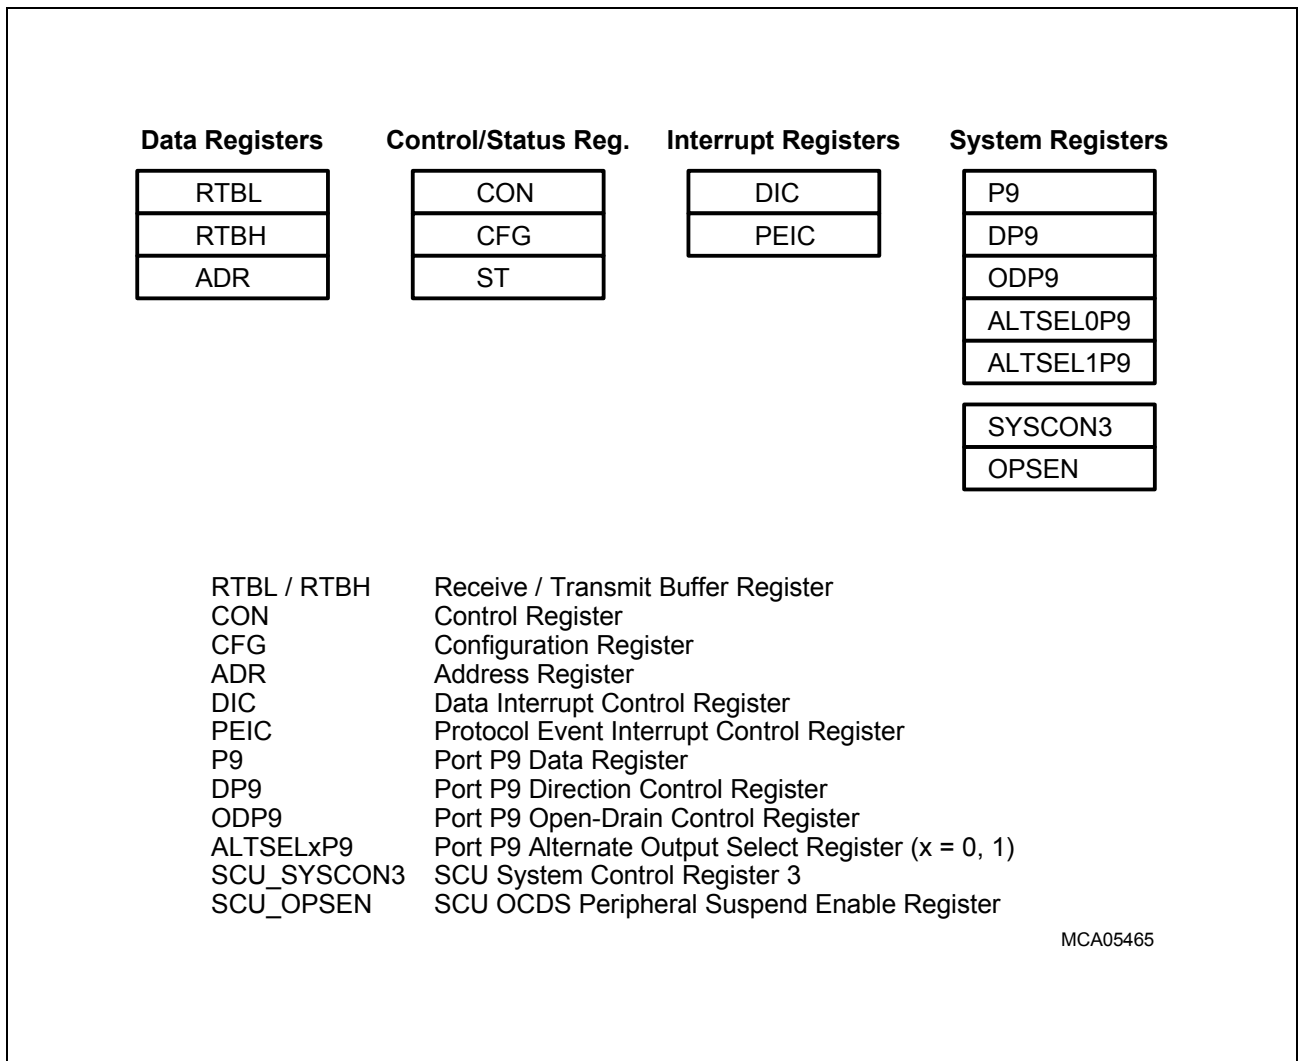 Data Registers Control/Status Reg. Interrupt Registers System Registers
RTBL CON DIC P9
RTBH CFG PEIC DP9
ADR ST ODP9
ALTSEL0P9
ALTSEL1P9
SYSCON3
OPSEN
RTBL / RTBH Receive / Transmit Buffer Register
CON Control Register
CFG Configuration Register
ADR Address Register
DIC Data Interrupt Control Register
PEIC Protocol Event Interrupt Control Register
P9 Port P9 Data Register
DP9 Port P9 Direction Control Register
ODP9 Port P9 Open-Drain Control Register
ALTSELxP9 Port P9 Alternate Output Select Register (x = 0, 1)
SCU_SYSCON3 SCU System Control Register 3
SCU_OPSEN SCU OCDS Peripheral Suspend Enable Register
MCA05465